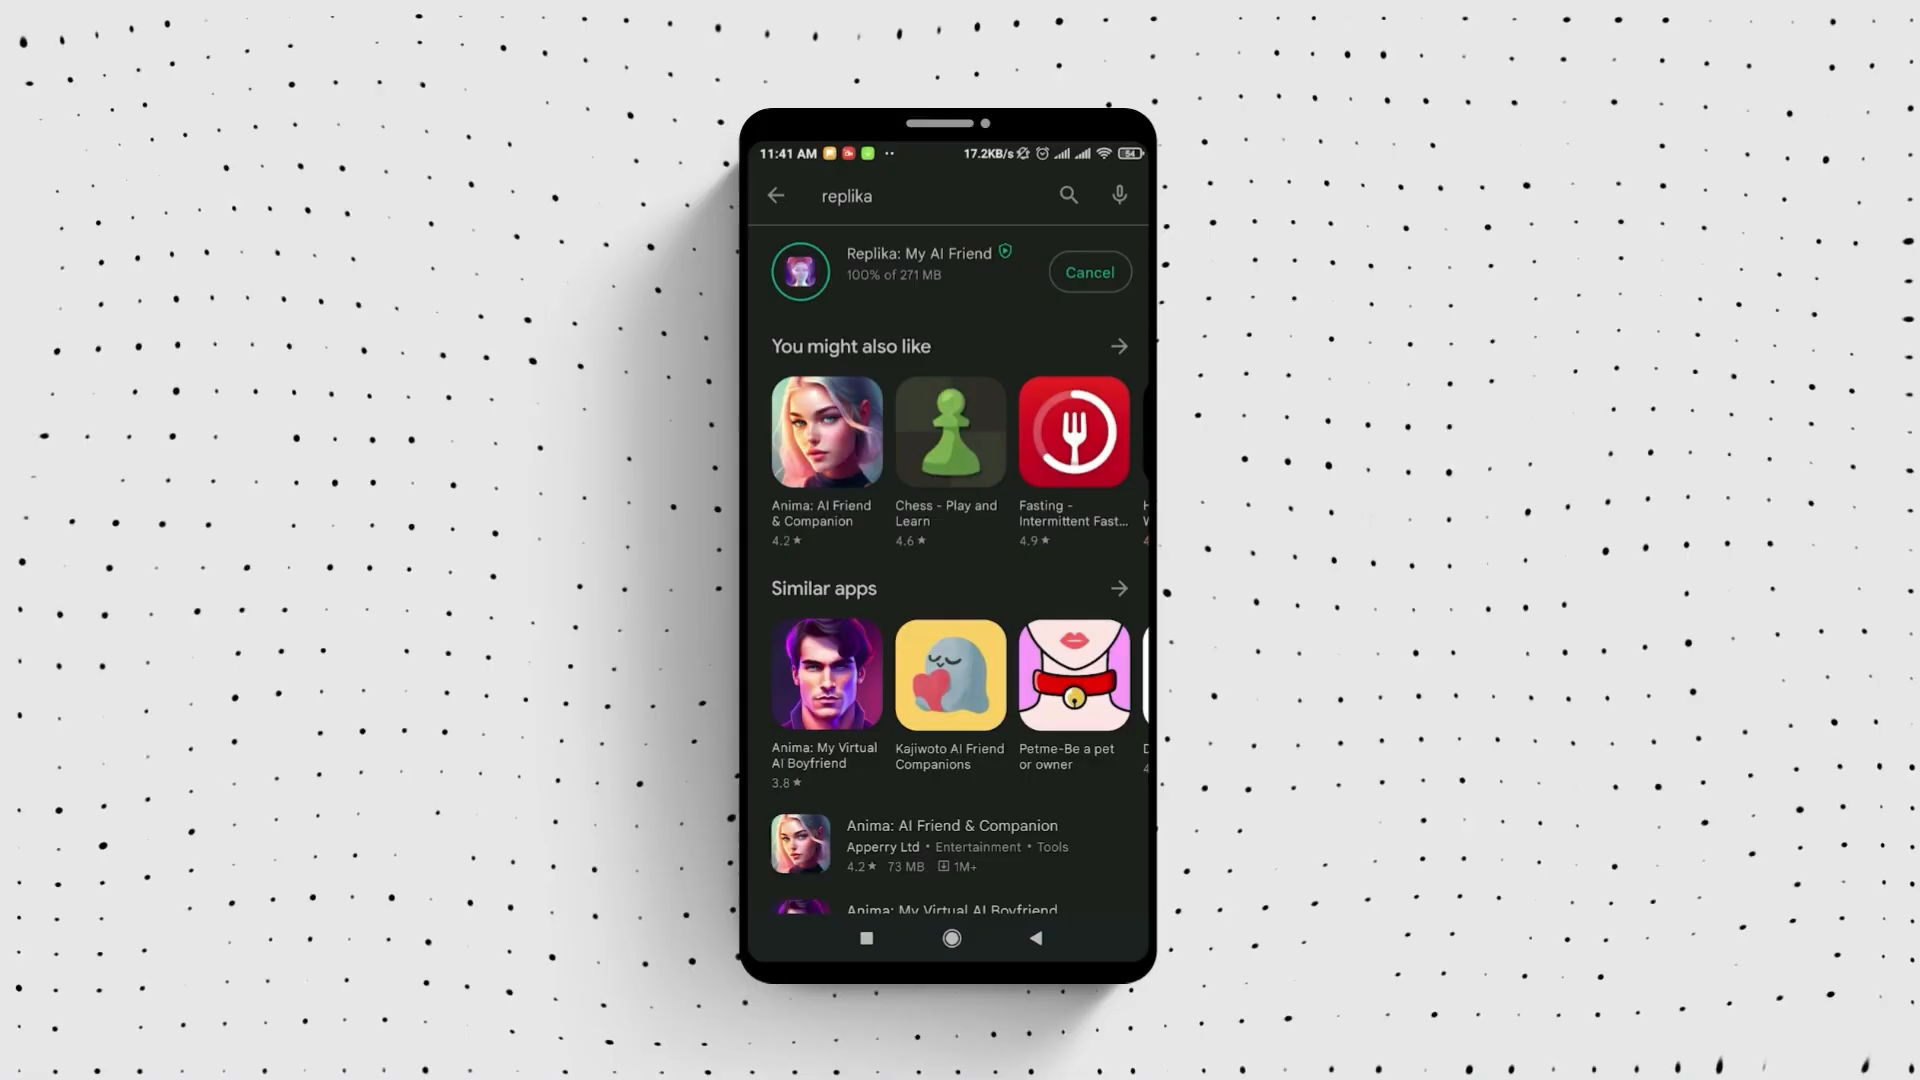 11:41 AM
17.2KB/s
54
replika
Replika: My AI Friend
100% of 271 MB
Cancel
You might also like
Anima: AI Friend
& Companion
4.2★
Chess - Play and
Learn
4.6★
Fasting -
Intermittent Fast...
4.9★
Similar apps
Anima: My Virtual
AI Boyfriend
3.8★
Kajiwoto AI Friend
Companions
Petme-Be a pet
or owner
Anima: AI Friend & Companion
Apperry Ltd • Entertainment • Tools
4.2★ 73 MB 1M+
Anima: My Virtual AI Boyfriend